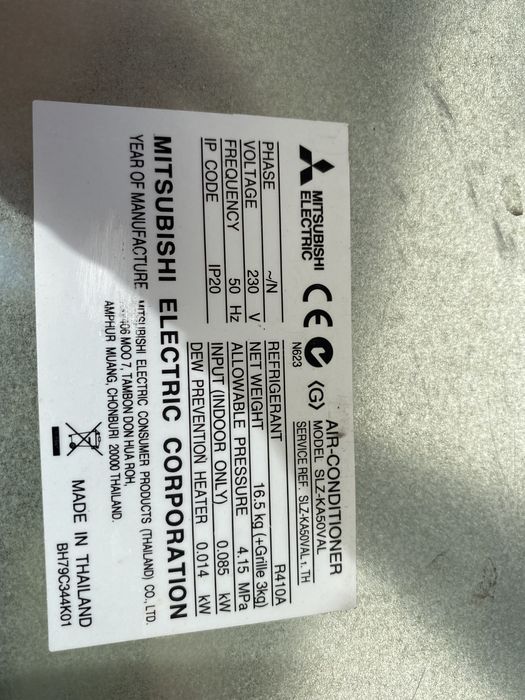 MITSUBISHI ELECTRIC
CE N623 <G> AIR-CONDITIONER
MODEL SLZ-KA50VAL
SERVICE REF. SLZ-KA50VAL1.TH
PHASE ~/N
VOLTAGE 230 V
FREQUENCY 50 Hz
IP CODE IP20
REFRIGERANT R410A
NET WEIGHT 16.5 kg (+Grille 3kg)
ALLOWABLE PRESSURE 4.15 MPa
INPUT (INDOOR ONLY) 0.085 kW
DEW PREVENTION HEATER 0.014 kW
MITSUBISHI ELECTRIC CORPORATION
YEAR OF MANUFACTURE
MITSUBISHI ELECTRIC CONSUMER PRODUCTS (THAILAND) CO., LTD.
MOO 7, TAMBON DON HUA ROH,
AMPHUR MUANG, CHONBURI 20000 THAILAND.
MADE IN THAILAND
BH79C344K01